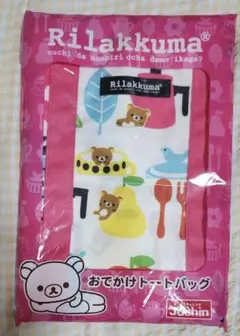 Rilakkuma®
ouchi de nonbiri ocha demo ikaga?
Rilakkuma®
おでかけトートバッグ
Joshin